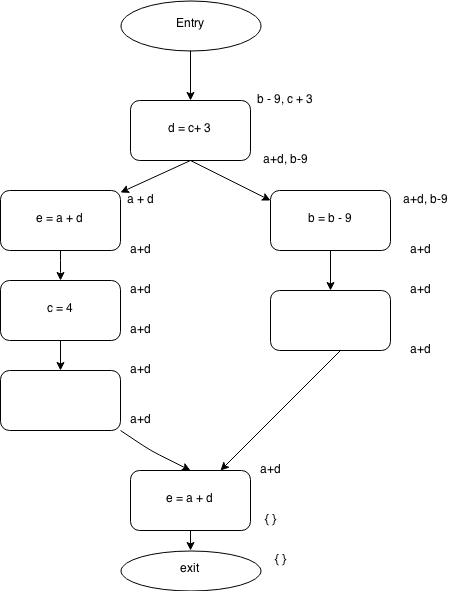 Entry
b - 9, c + 3
d = c+ 3
a+d, b-9
a + d
a+d, b-9
e = a + d
b = b - 9
a+d
a+d
a+d
a+d
c = 4
a+d
a+d
a+d
a+d
a+d
e = a + d
{ }
exit
{ }